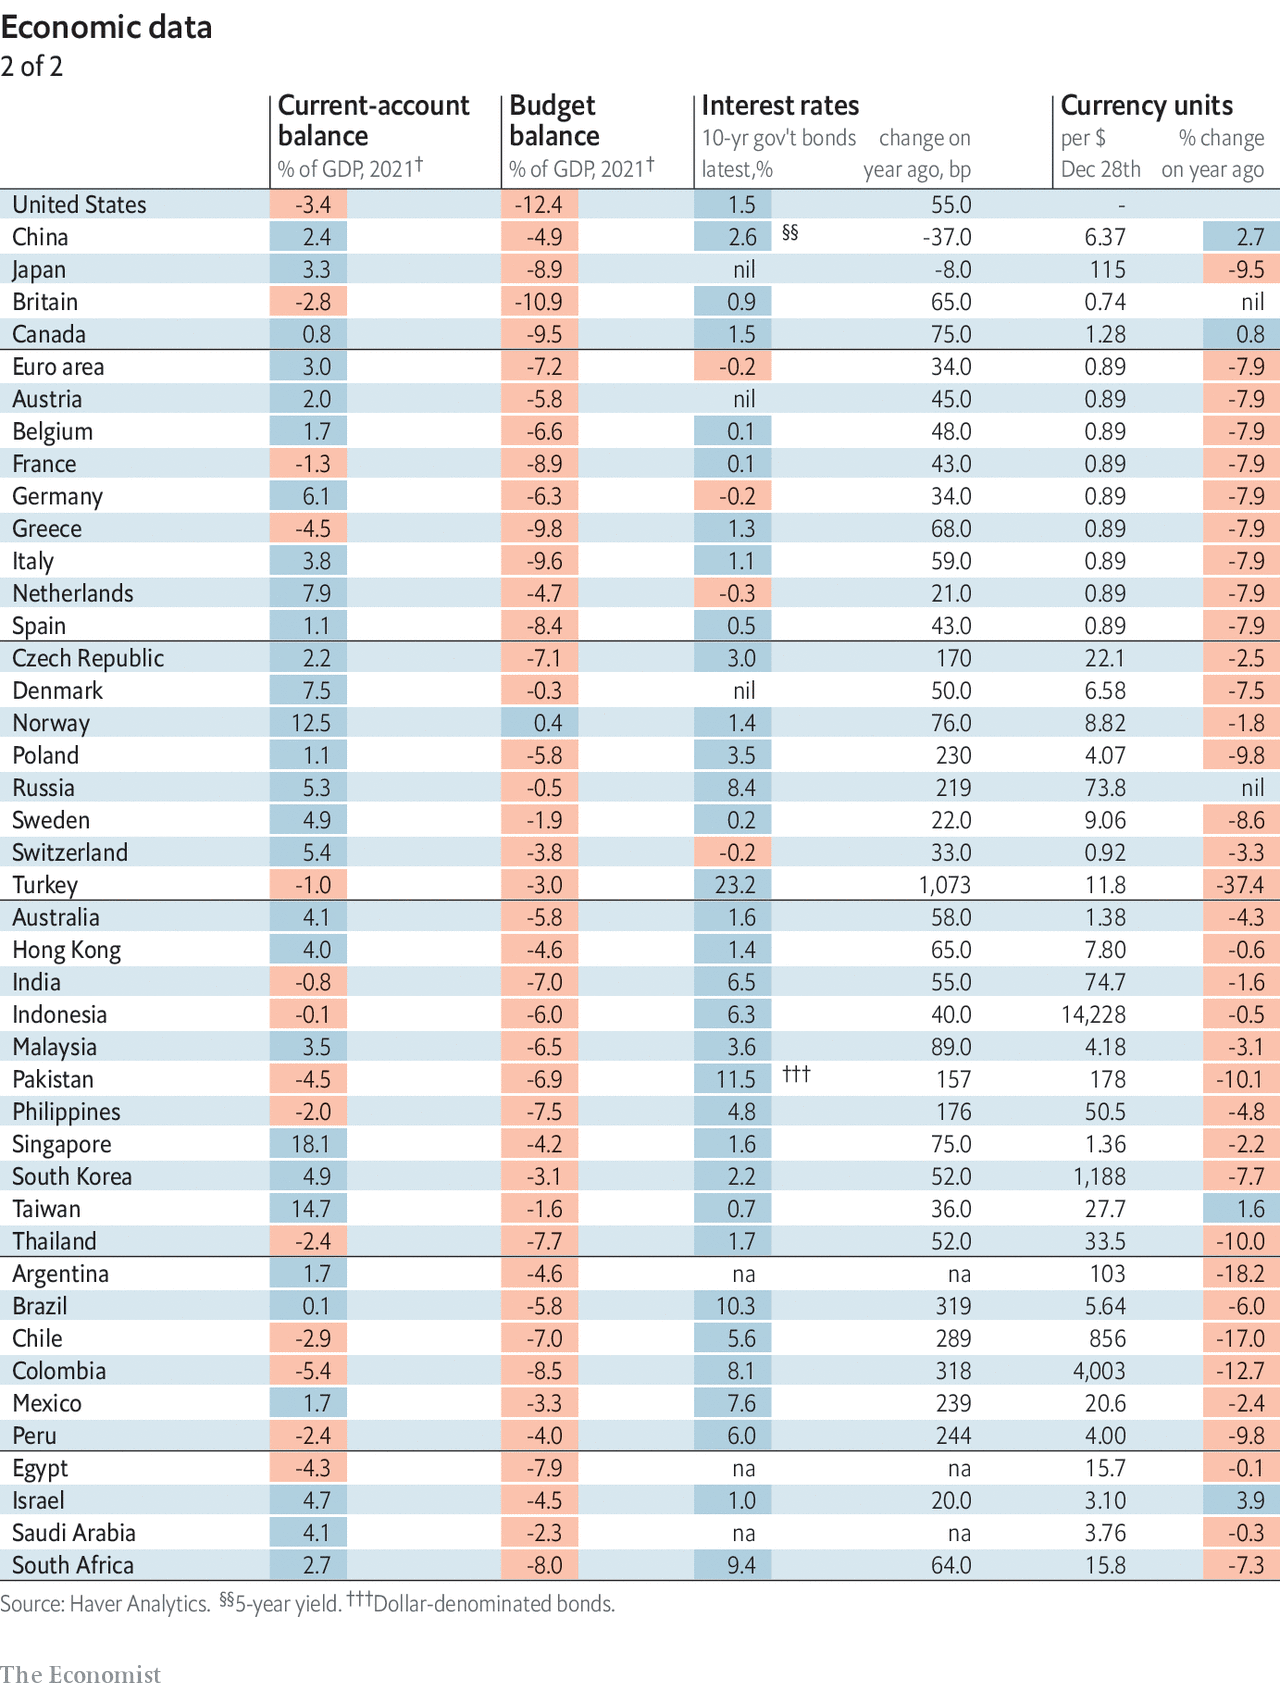 Economic data
2 of 2
Current-account balance Budget balance Interest rates Currency units
% of GDP, 2021† % of GDP, 2021† 10-yr gov't bonds latest,% change on year ago, bp per $ Dec 28th % change on year ago
United States -3.4 -12.4 1.5 55.0 -
China 2.4 -4.9 2.6 §§ -37.0 6.37 2.7
Japan 3.3 -8.9 nil -8.0 115 -9.5
Britain -2.8 -10.9 0.9 65.0 0.74 nil
Canada 0.8 -9.5 1.5 75.0 1.28 0.8
Euro area 3.0 -7.2 -0.2 34.0 0.89 -7.9
Austria 2.0 -5.8 nil 45.0 0.89 -7.9
Belgium 1.7 -6.6 0.1 48.0 0.89 -7.9
France -1.3 -8.9 0.1 43.0 0.89 -7.9
Germany 6.1 -6.3 -0.2 34.0 0.89 -7.9
Greece -4.5 -9.8 1.3 68.0 0.89 -7.9
Italy 3.8 -9.6 1.1 59.0 0.89 -7.9
Netherlands 7.9 -4.7 -0.3 21.0 0.89 -7.9
Spain 1.1 -8.4 0.5 43.0 0.89 -7.9
Czech Republic 2.2 -7.1 3.0 170 22.1 -2.5
Denmark 7.5 -0.3 nil 50.0 6.58 -7.5
Norway 12.5 0.4 1.4 76.0 8.82 -1.8
Poland 1.1 -5.8 3.5 230 4.07 -9.8
Russia 5.3 -0.5 8.4 219 73.8 nil
Sweden 4.9 -1.9 0.2 22.0 9.06 -8.6
Switzerland 5.4 -3.8 -0.2 33.0 0.92 -3.3
Turkey -1.0 -3.0 23.2 1,073 11.8 -37.4
Australia 4.1 -5.8 1.6 58.0 1.38 -4.3
Hong Kong 4.0 -4.6 1.4 65.0 7.80 -0.6
India -0.8 -7.0 6.5 55.0 74.7 -1.6
Indonesia -0.1 -6.0 6.3 40.0 14,228 -0.5
Malaysia 3.5 -6.5 3.6 89.0 4.18 -3.1
Pakistan -4.5 -6.9 11.5 ††† 157 178 -10.1
Philippines -2.0 -7.5 4.8 176 50.5 -4.8
Singapore 18.1 -4.2 1.6 75.0 1.36 -2.2
South Korea 4.9 -3.1 2.2 52.0 1,188 -7.7
Taiwan 14.7 -1.6 0.7 36.0 27.7 1.6
Thailand -2.4 -7.7 1.7 52.0 33.5 -10.0
Argentina 1.7 -4.6 na na 103 -18.2
Brazil 0.1 -5.8 10.3 319 5.64 -6.0
Chile -2.9 -7.0 5.6 289 856 -17.0
Colombia -5.4 -8.5 8.1 318 4,003 -12.7
Mexico 1.7 -3.3 7.6 239 20.6 -2.4
Peru -2.4 -4.0 6.0 244 4.00 -9.8
Egypt -4.3 -7.9 na na 15.7 -0.1
Israel 4.7 -4.5 1.0 20.0 3.10 3.9
Saudi Arabia 4.1 -2.3 na na 3.76 -0.3
South Africa 2.7 -8.0 9.4 64.0 15.8 -7.3
Source: Haver Analytics. §§5-year yield. †††Dollar-denominated bonds.
The Economist